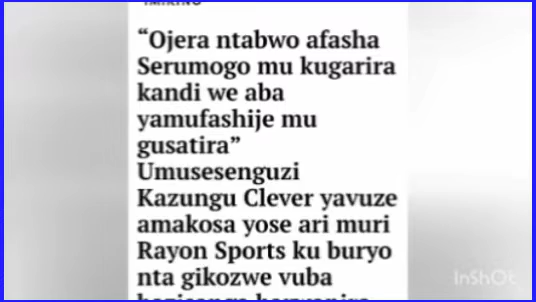 “Ojera ntabwo afasha
Serumogo mu kugarira
kandi we aba
yamufashije mu
gusatira”
Umusesenguzi
Kazungu Clever yavuze
amakosa yose ari muri
Rayon Sports ku buryo
nta gikozwe vuba
InShOt